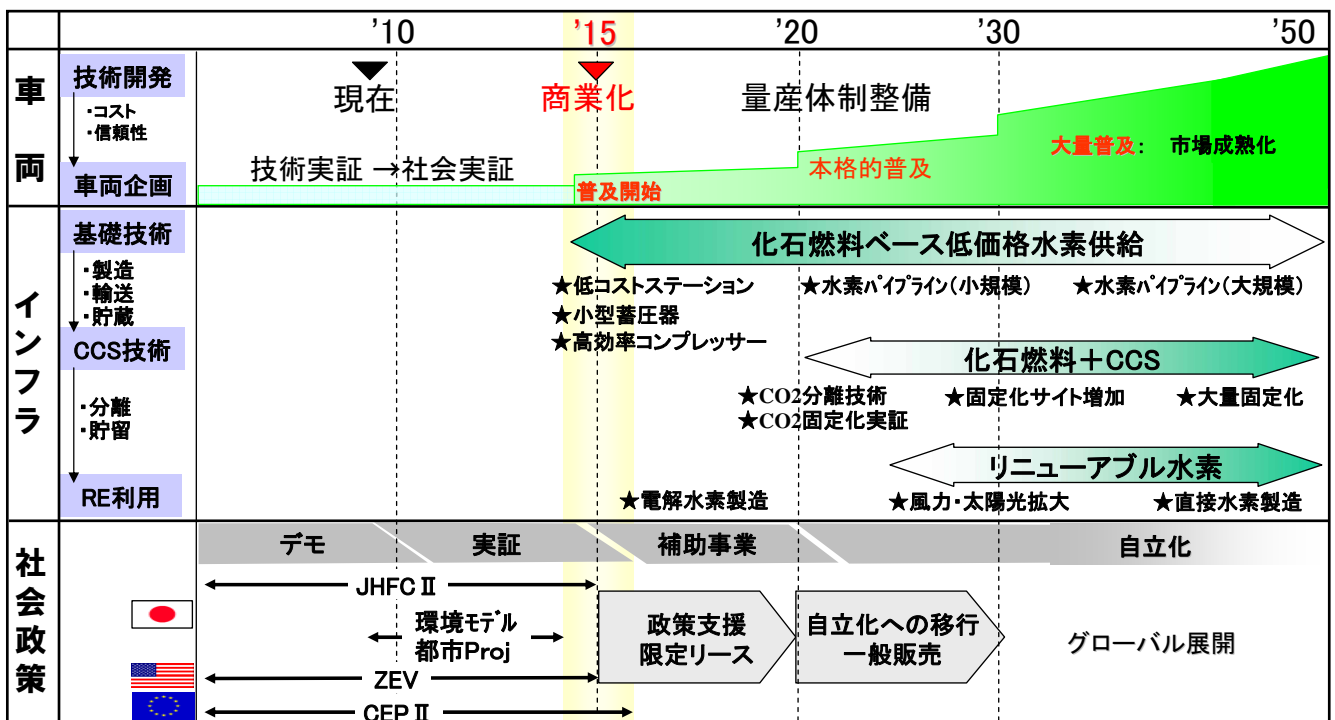 '10
'15
'20
'30
'50
車両
技術開発
・コスト
・信頼性
車両企画
現在
商業化
量産体制整備
技術実証 →社会実証
普及開始
本格的普及
大量普及： 市場成熟化
インフラ
基礎技術
・製造
・輸送
・貯蔵
CCS技術
・分離
・貯留
RE利用
化石燃料ベース低価格水素供給
★低コストステーション
★小型蓄圧器
★高効率コンプレッサー
★水素ﾊﾟｲﾌﾟﾗｲﾝ（小規模）
★水素ﾊﾟｲﾌﾟﾗｲﾝ（大規模）
化石燃料＋CCS
★CO2分離技術
★CO2固定化実証
★固定化サイト増加
★大量固定化
リニューアブル水素
★電解水素製造
★風力・太陽光拡大
★直接水素製造
社会政策
デモ
実証
補助事業
自立化
JHFCⅡ
環境ﾓﾃﾞﾙ
都市Proj
ZEV
CEPⅡ
政策支援
限定リース
自立化への移行
一般販売
グローバル展開